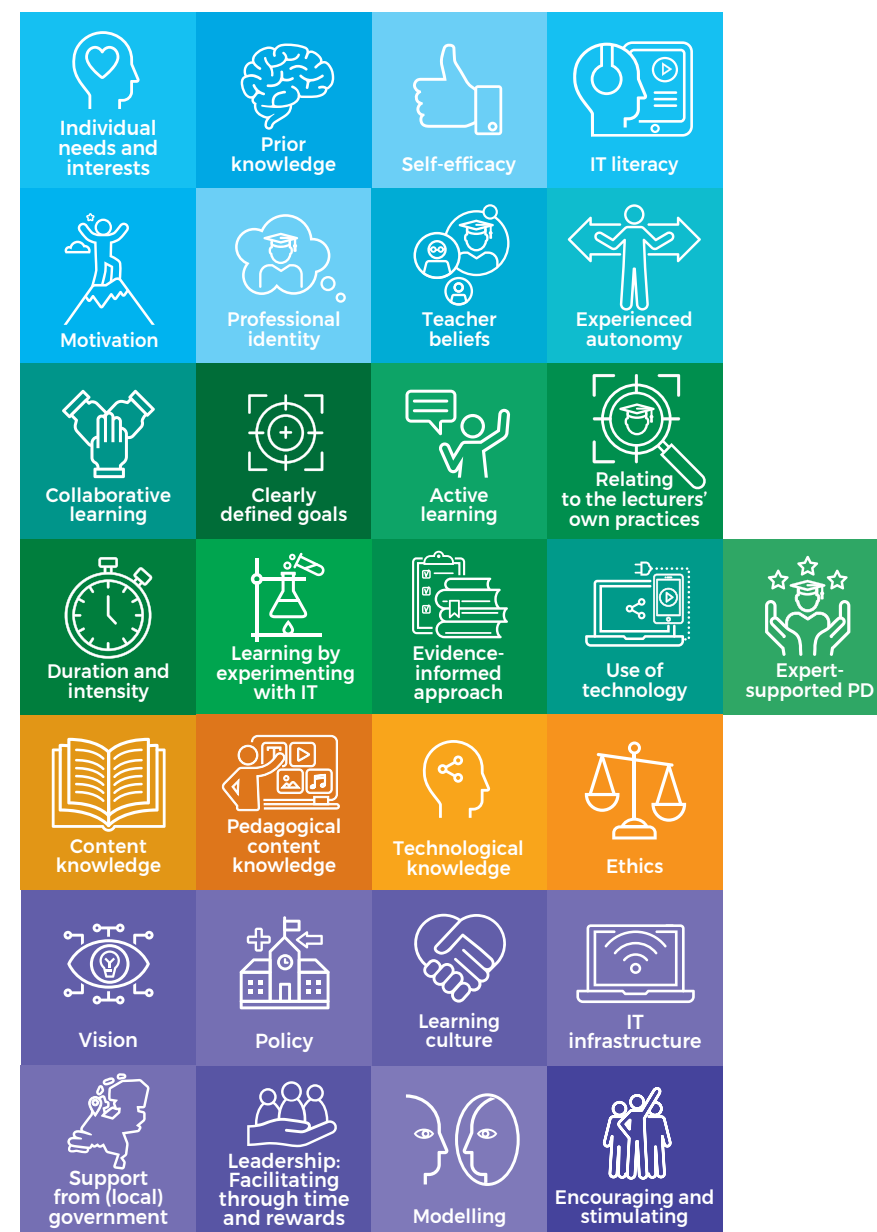 Individual
needs and
interests
Prior
knowledge
Self-efficacy
IT literacy
Motivation
Professional
identity
Teacher
beliefs
Experienced
autonomy
Collaborative
learning
Clearly
defined goals
Active
learning
Relating
to the lecturers’
own practices
Duration and
intensity
Learning by
experimenting
with IT
Evidence-
informed
approach
Use of
technology
Expert-
supported PD
Content
knowledge
Pedagogical
content
knowledge
Technological
knowledge
Ethics
Vision
Policy
Learning
culture
IT
infrastructure
Support
from (local)
government
Leadership:
Facilitating
through time
and rewards
Modelling
Encouraging and
stimulating